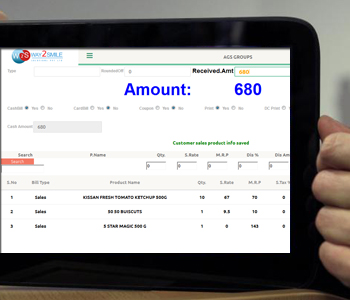 WAY2SMILE
AGS GROUPS
Type
RoundedOff 0
Received.Amt 680
Amount: 680
CashBill Yes No
CardBill Yes No
Coupon Yes No
Print Yes No
DC Print
Cash Amount 680
Customer sales product info saved
Search P.Name Qty. S.Rate M.R.P Dis % Dis Am
Search
0 0 0 0 0
S.No Bill Type Product Name Qty. S.Rate M.R.P S.Tax %
1 Sales KISSAN FRESH TOMATO KETCHUP 500G 10 67 70 0
2 Sales 50 50 BUISCUTS 1 9.5 10 0
3 Sales 5 STAR MAGIC 500 G 1 0 143 0